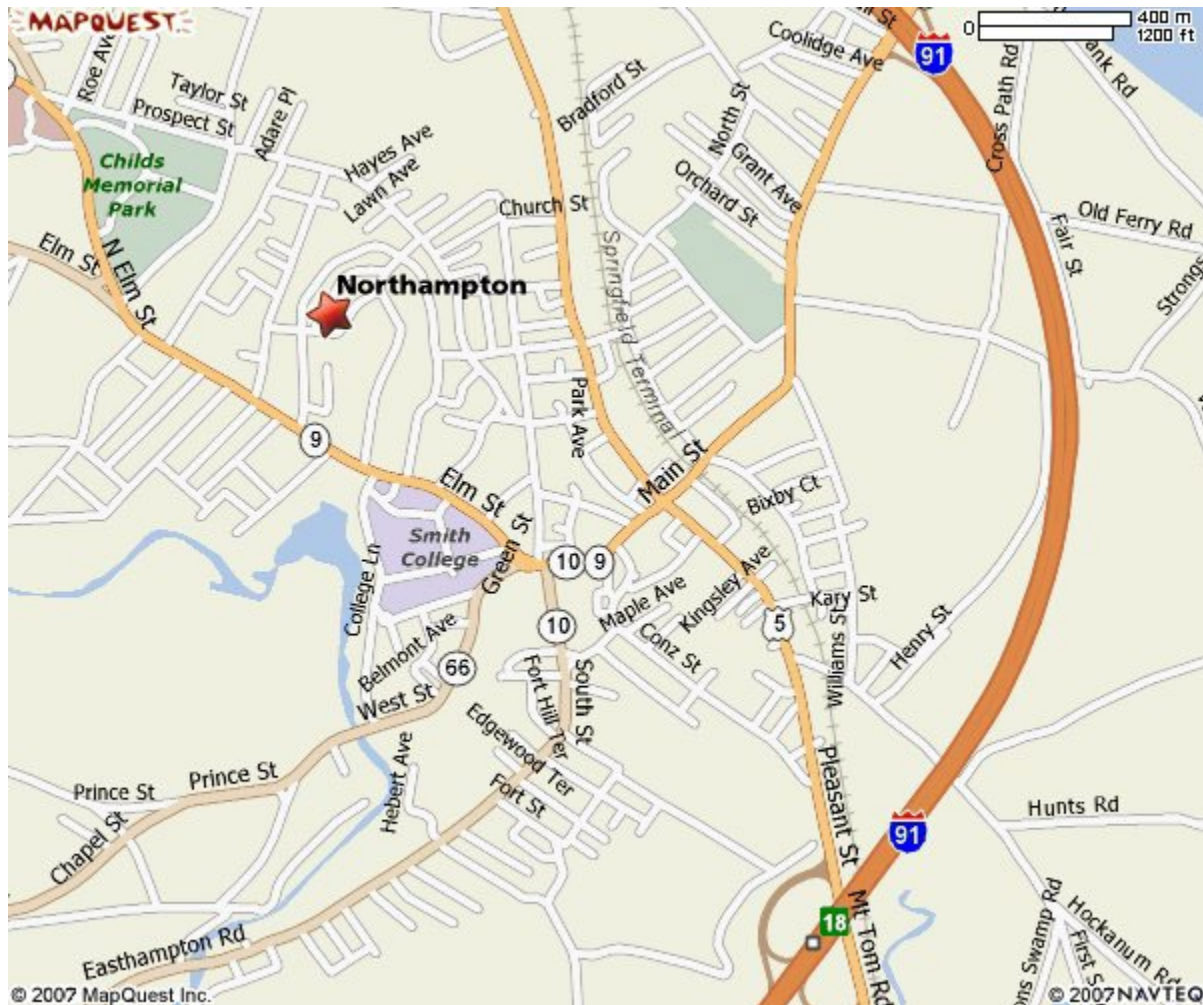 MAPQUEST
0
400 m
1200 ft
91
Coolidge Ave
Cross Path Rd
Roe Ave
Taylor St
Prospect St
Adare Pl
Bradford St
North St
Hayes Ave
Lawn Ave
Grant Ave
Orchard St
Childs
Memorial
Park
Church St
Old Ferry Rd
Fair St
Elm St
N Elm St
Springfield Terminal
Northampton
Park Ave
9
Main St
Elm St
Bixby Ct
Smith
College
Green St
10
9
College Ln
Maple Ave
Kingsley Ave
Kary St
5
10
Conz St
Williams St
Henry St
Belmont Ave
66
Fort Hill Ter
South St
West St
Edgewood Ter
Hebert Ave
Pleasant St
Prince St
Prince St
Fort St
Hunts Rd
Chapel St
91
18
Mt Tom Rd
Hockanum Rd
Easthampton Rd
© 2007 MapQuest Inc.
© 2007 NAVTEQ